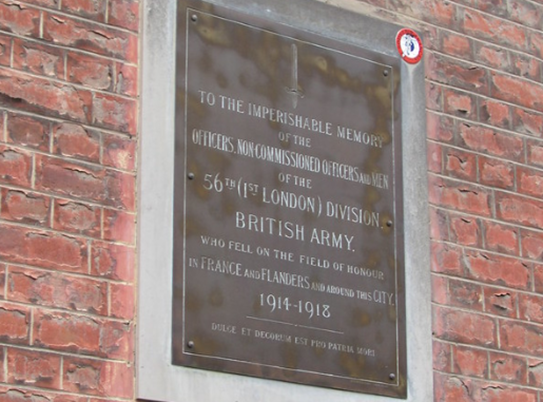 TO THE IMPERISHABLE MEMORY
OF THE
OFFICERS, NON COMMISSIONED OFFICERS AND MEN
OF THE
56TH (1ST LONDON) DIVISION,
BRITISH ARMY.
WHO FELL ON THE FIELD OF HONOUR
IN FRANCE AND FLANDERS AND AROUND THIS CITY.
1914-1918
DULCE ET DECORUM EST PRO PATRIA MORI